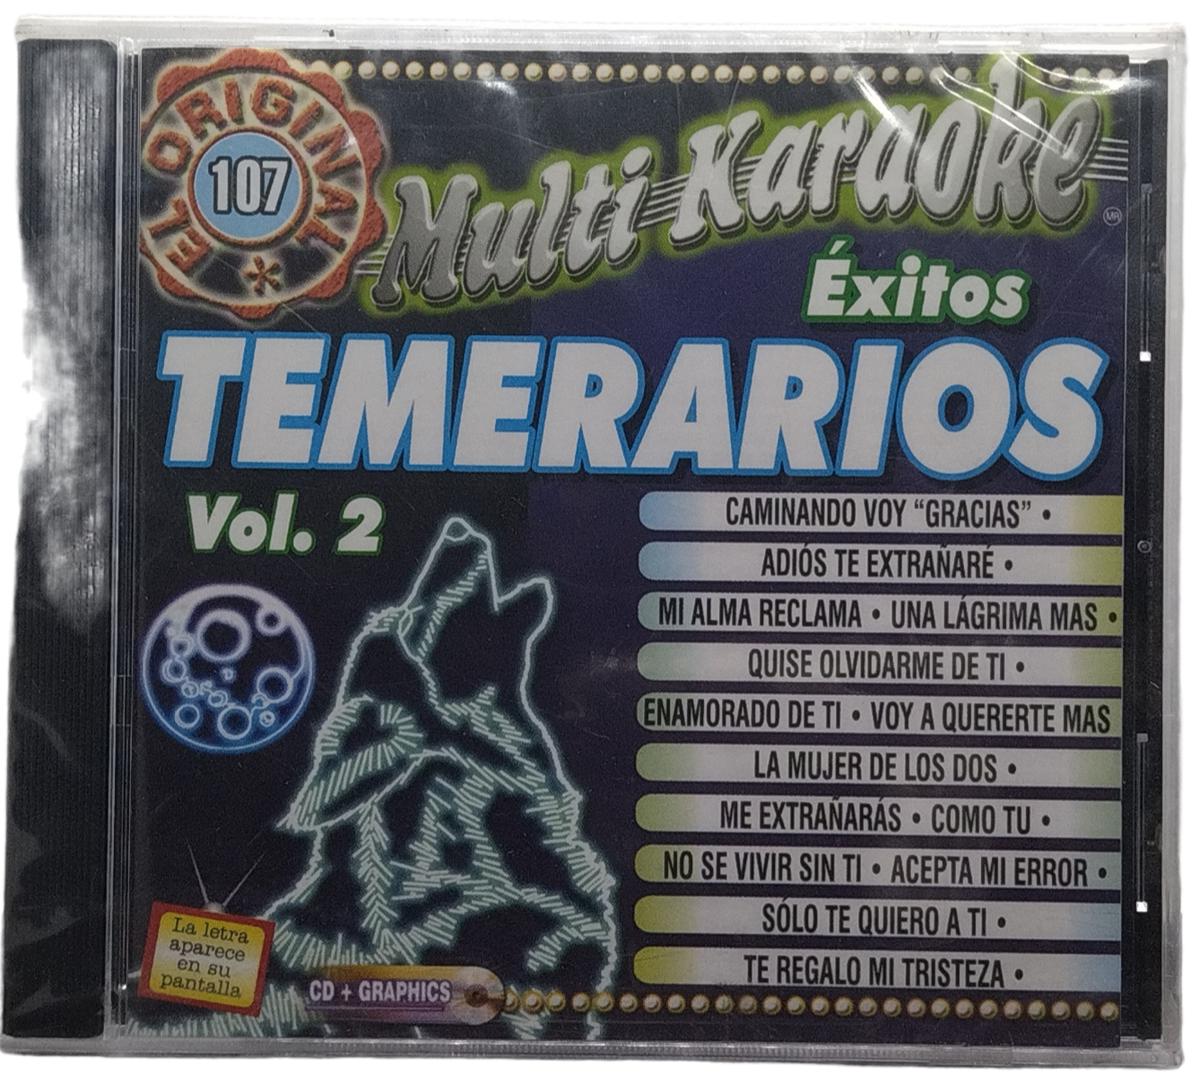 EL ORIGINAL *
107
Multi Karaoke
MR
Éxitos
TEMERARIOS
Vol. 2
CAMINANDO VOY “GRACIAS” •
ADIÓS TE EXTRAÑARÉ •
MI ALMA RECLAMA • UNA LÁGRIMA MAS •
QUISE OLVIDARME DE TI •
ENAMORADO DE TI • VOY A QUERERTE MAS
LA MUJER DE LOS DOS •
ME EXTRAÑARÁS • COMO TU •
NO SE VIVIR SIN TI • ACEPTA MI ERROR •
SÓLO TE QUIERO A TI •
TE REGALO MI TRISTEZA •
La letra
aparece
en su
pantalla
CD + GRAPHICS